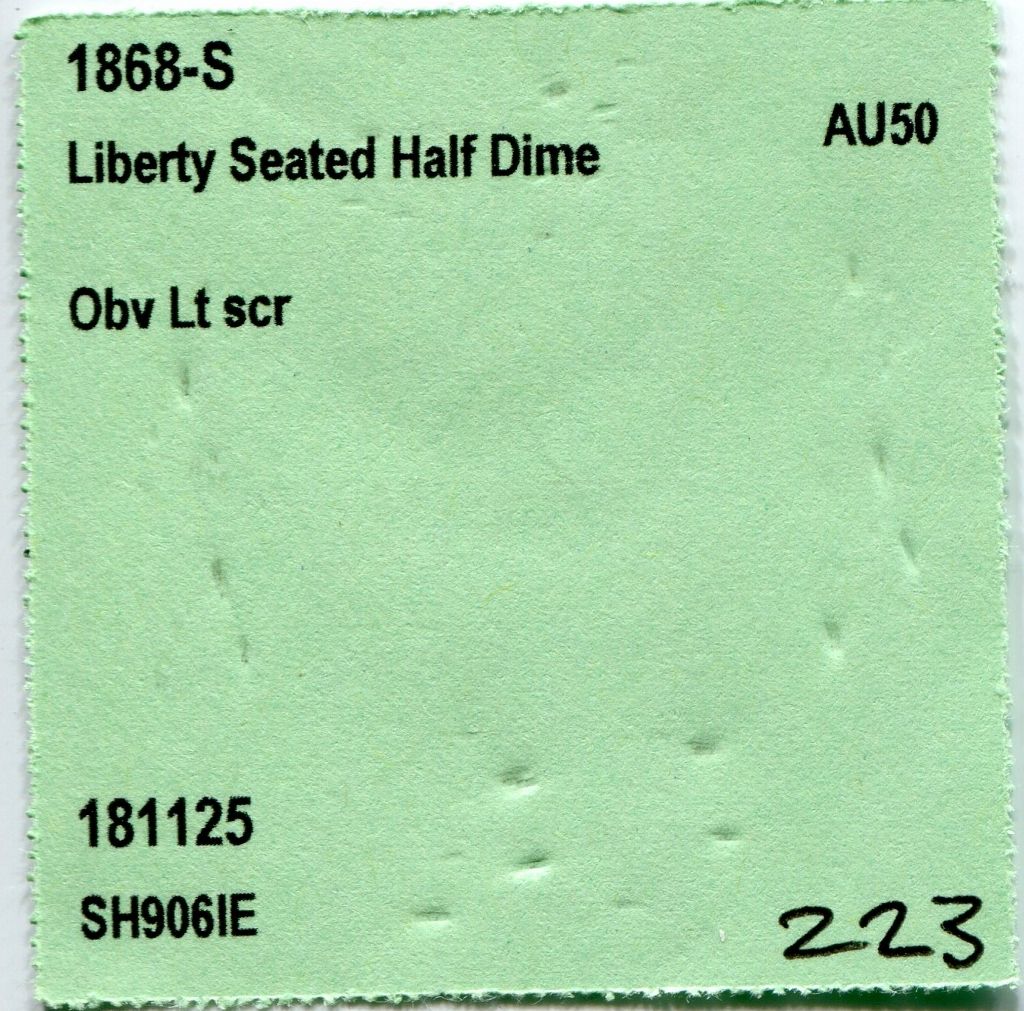 1868-S
AU50
Liberty Seated Half Dime
Obv Lt scr
181125
SH906IE
223